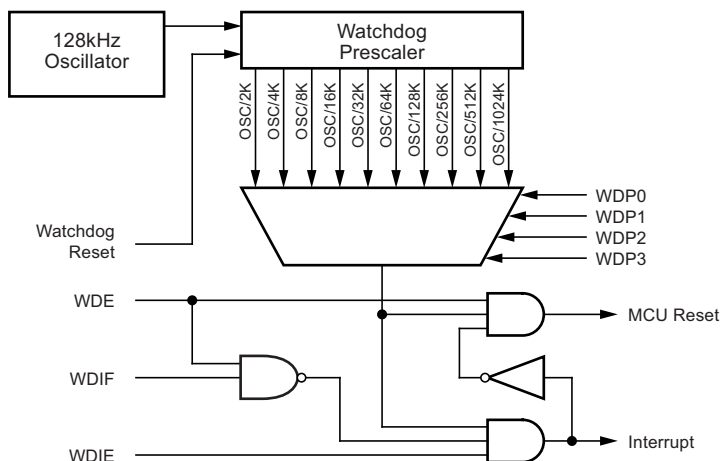 128kHz
Oscillator
Watchdog
Prescaler
OSC/2K
OSC/4K
OSC/8K
OSC/16K
OSC/32K
OSC/64K
OSC/128K
OSC/256K
OSC/512K
OSC/1024K
WDP0
WDP1
WDP2
WDP3
Watchdog
Reset
WDE
MCU Reset
WDIF
WDIE
Interrupt